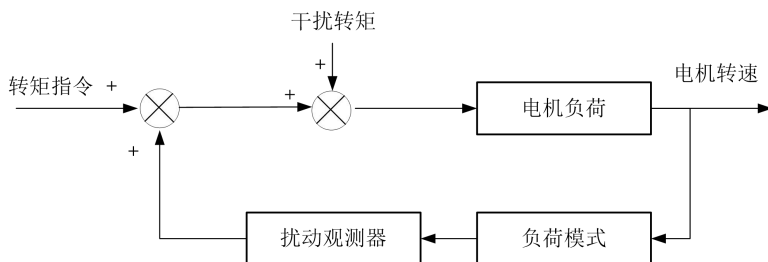 干扰转矩
+
转矩指令 +
+
+
电机负荷
电机转速
扰动观测器
负荷模式